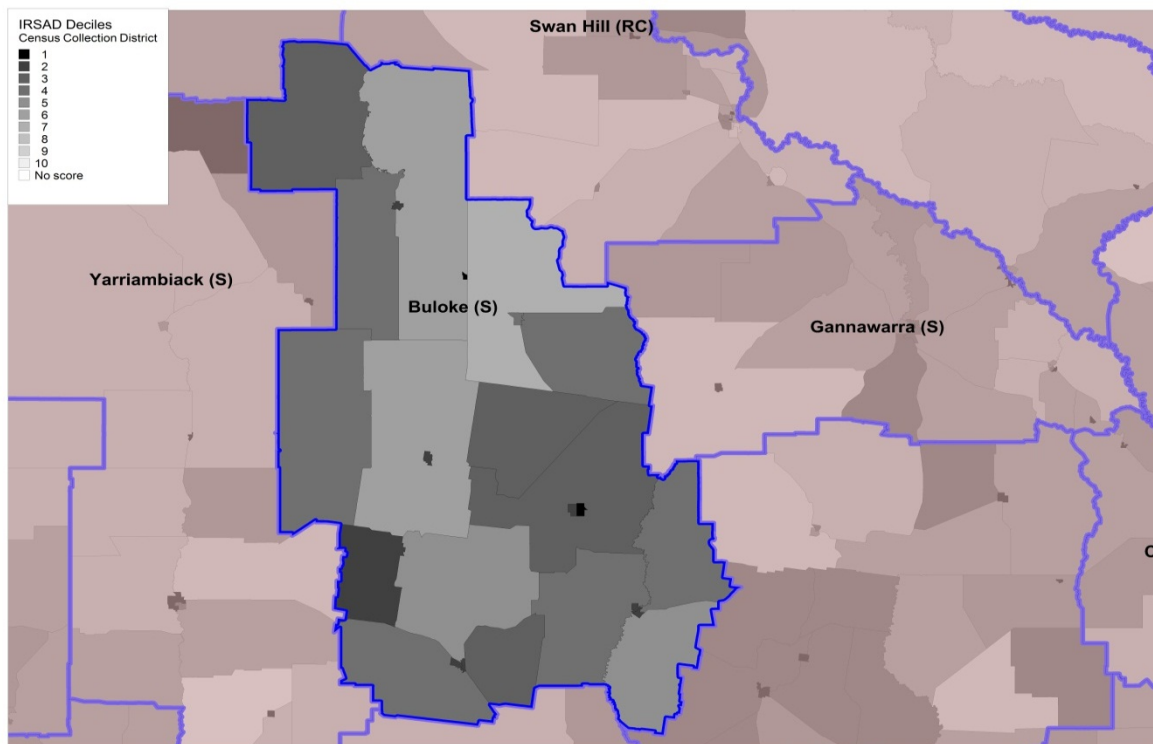 IRSAD Deciles
Census Collection District
1
2
3
4
5
6
7
8
9
10
No score
Swan Hill (RC)
Yarriambiack (S)
Buloke (S)
Gannawarra (S)
C